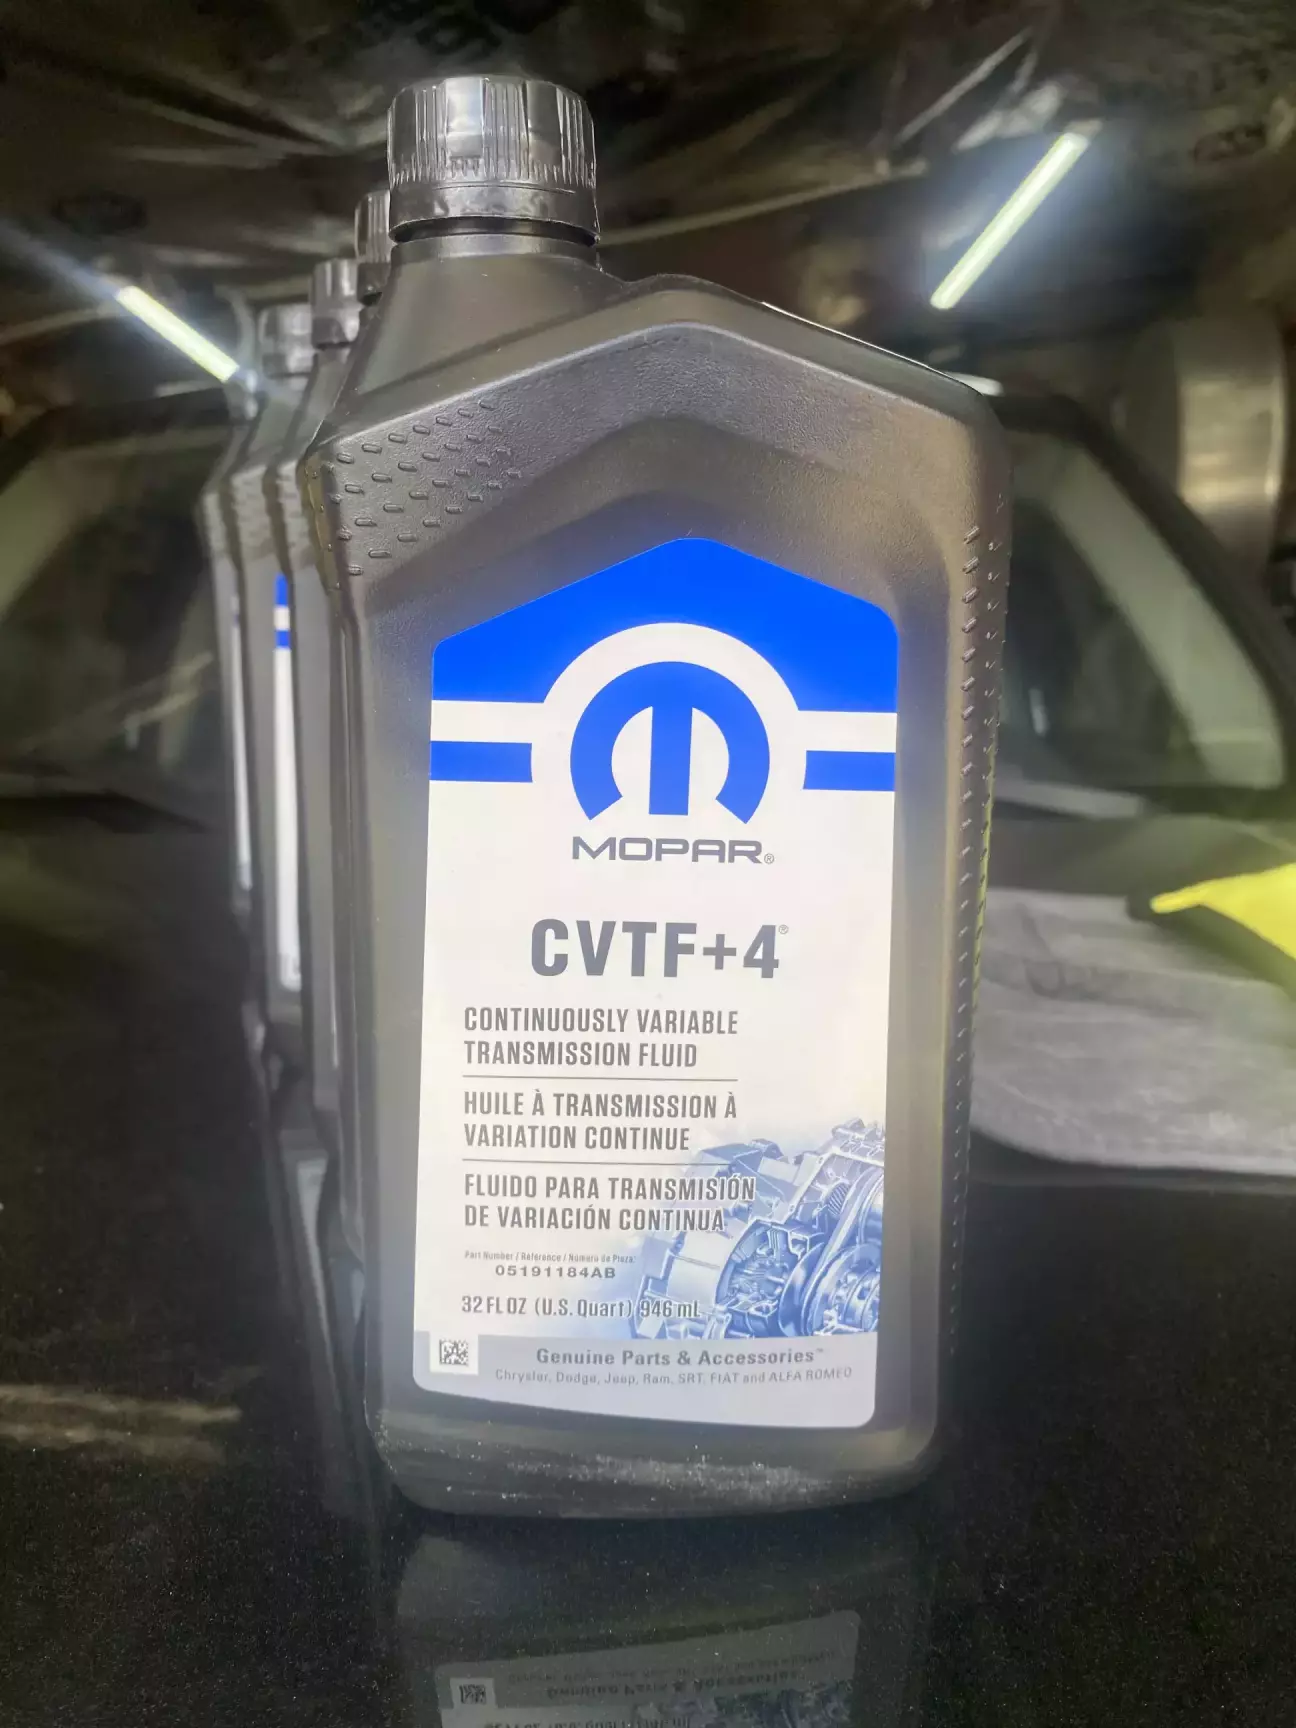 MOPAR®
CVTF+4®
CONTINUOUSLY VARIABLE
TRANSMISSION FLUID
HUILE À TRANSMISSION À
VARIATION CONTINUE
FLUIDO PARA TRANSMISIÓN
DE VARIACIÓN CONTINUA
Part Number / Référence / Número de Pieza:
05191184AB
32 FL OZ (U.S. Quart) 946 mL
Genuine Parts & Accessories™
Chrysler, Dodge, Jeep, Ram, SRT, FIAT and ALFA ROMEO